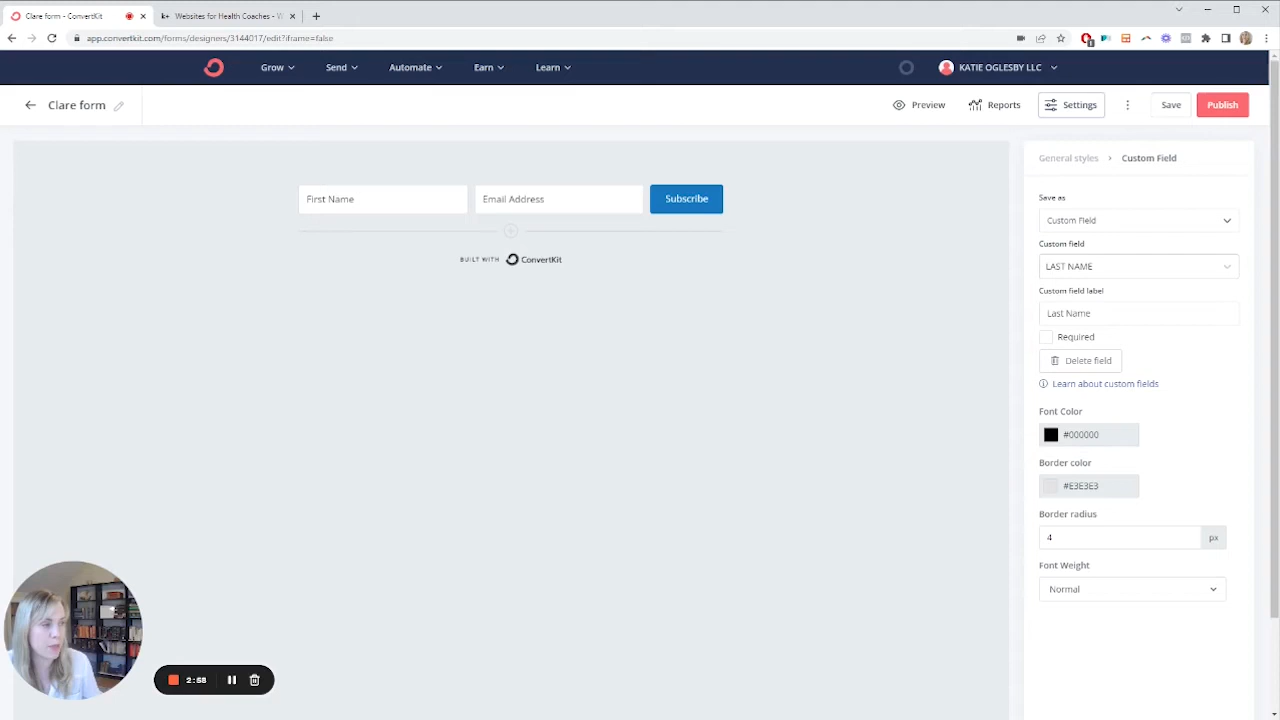 Clare form - ConvertKit
Websites for Health Coaches - W
app.convertkit.com/forms/designers/3144017/edit?iframe=false
Grow
Send
Automate
Earn
Learn
KATIE OGLESBY LLC
Clare form
Preview
Reports
Settings
Save
Publish
General styles > Custom Field
First Name
Email Address
Subscribe
BUILT WITH ConvertKit
Save as
Custom Field
Custom field
LAST NAME
Custom field label
Last Name
Required
Delete field
Learn about custom fields
Font Color
#000000
Border color
#E3E3E3
Border radius
4 px
Font Weight
Normal
2:58